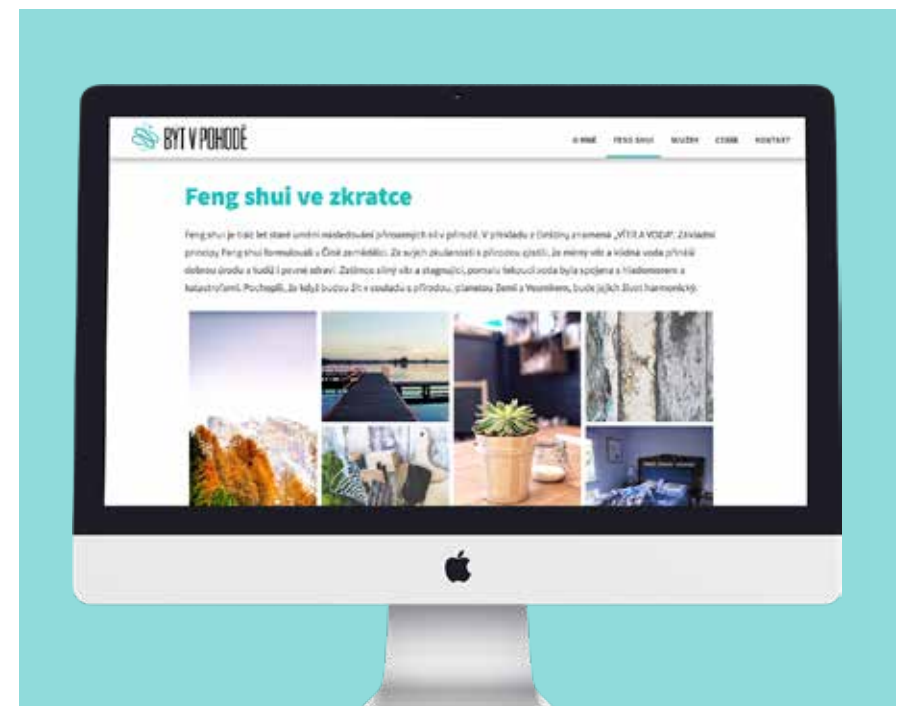 BYT V POHODĚ
O MNĚ FENG SHUI SLUŽBY CENÍK KONTAKT
Feng shui ve zkratce
Feng shui je tisíc let staré umění následování přirozených sil v přírodě. V překladu z čínštiny znamená „VÍTR A VODA“. Základní
principy Feng shui formulovali v Číně zemědělci. Ze svých zkušeností s přírodou zjistili, že mírný vítr a klidná voda přináší
dobrou úrodu a tudíž i pevné zdraví. Zatímco silný vítr a stagnující, pomalu tekoucí voda byla spojena s hladomorem a
katastrofami. Pochopili, že když budou žít v souladu s přírodou, planetou Zemí a Vesmírem, bude jejich život harmonický.